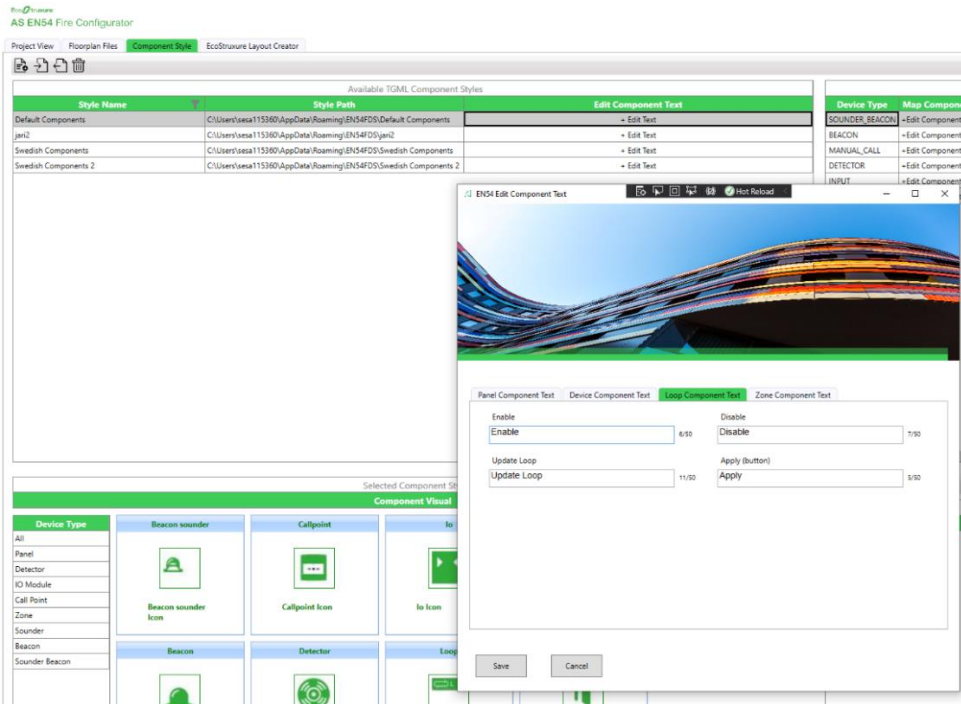 EcoStruxure
AS EN54 Fire Configurator
Project View Floorplan Files Component Style EcoStruxure Layout Creator
Available TGML Component Styles
Style Name Style Path Edit Component Text
Default Components C:\Users\sesa115360\AppData\Roaming\EN54FDS\Default Components + Edit Text
jari2 C:\Users\sesa115360\AppData\Roaming\EN54FDS\jari2 + Edit Text
Swedish Components C:\Users\sesa115360\AppData\Roaming\EN54FDS\Swedish Components + Edit Text
Swedish Components 2 C:\Users\sesa115360\AppData\Roaming\EN54FDS\Swedish Components 2 + Edit Text
Device Type Map Compon
SOUNDER_BEACON +Edit Component
BEACON +Edit Component
MANUAL_CALL +Edit Component
DETECTOR +Edit Component
INPUT +Edit Component
EN54 Edit Component Text
Hot Reload
Panel Component Text Device Component Text Loop Component Text Zone Component Text
Enable Disable
Enable 6/50 Disable 7/50
Update Loop Apply (button)
Update Loop 11/50 Apply 5/50
Save Cancel
Selected Component St
Component Visual
Device Type
All
Panel
Detector
IO Module
Call Point
Zone
Sounder
Beacon
Sounder Beacon
Beacon sounder Callpoint Io
Beacon sounder Callpoint Icon Io Icon
Icon
Beacon Detector Loop